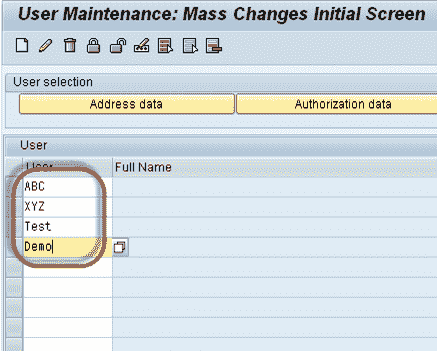 User Maintenance: Mass Changes Initial Screen
User selection
Address data Authorization data
User
User Full Name
ABC
XYZ
Test
Demo